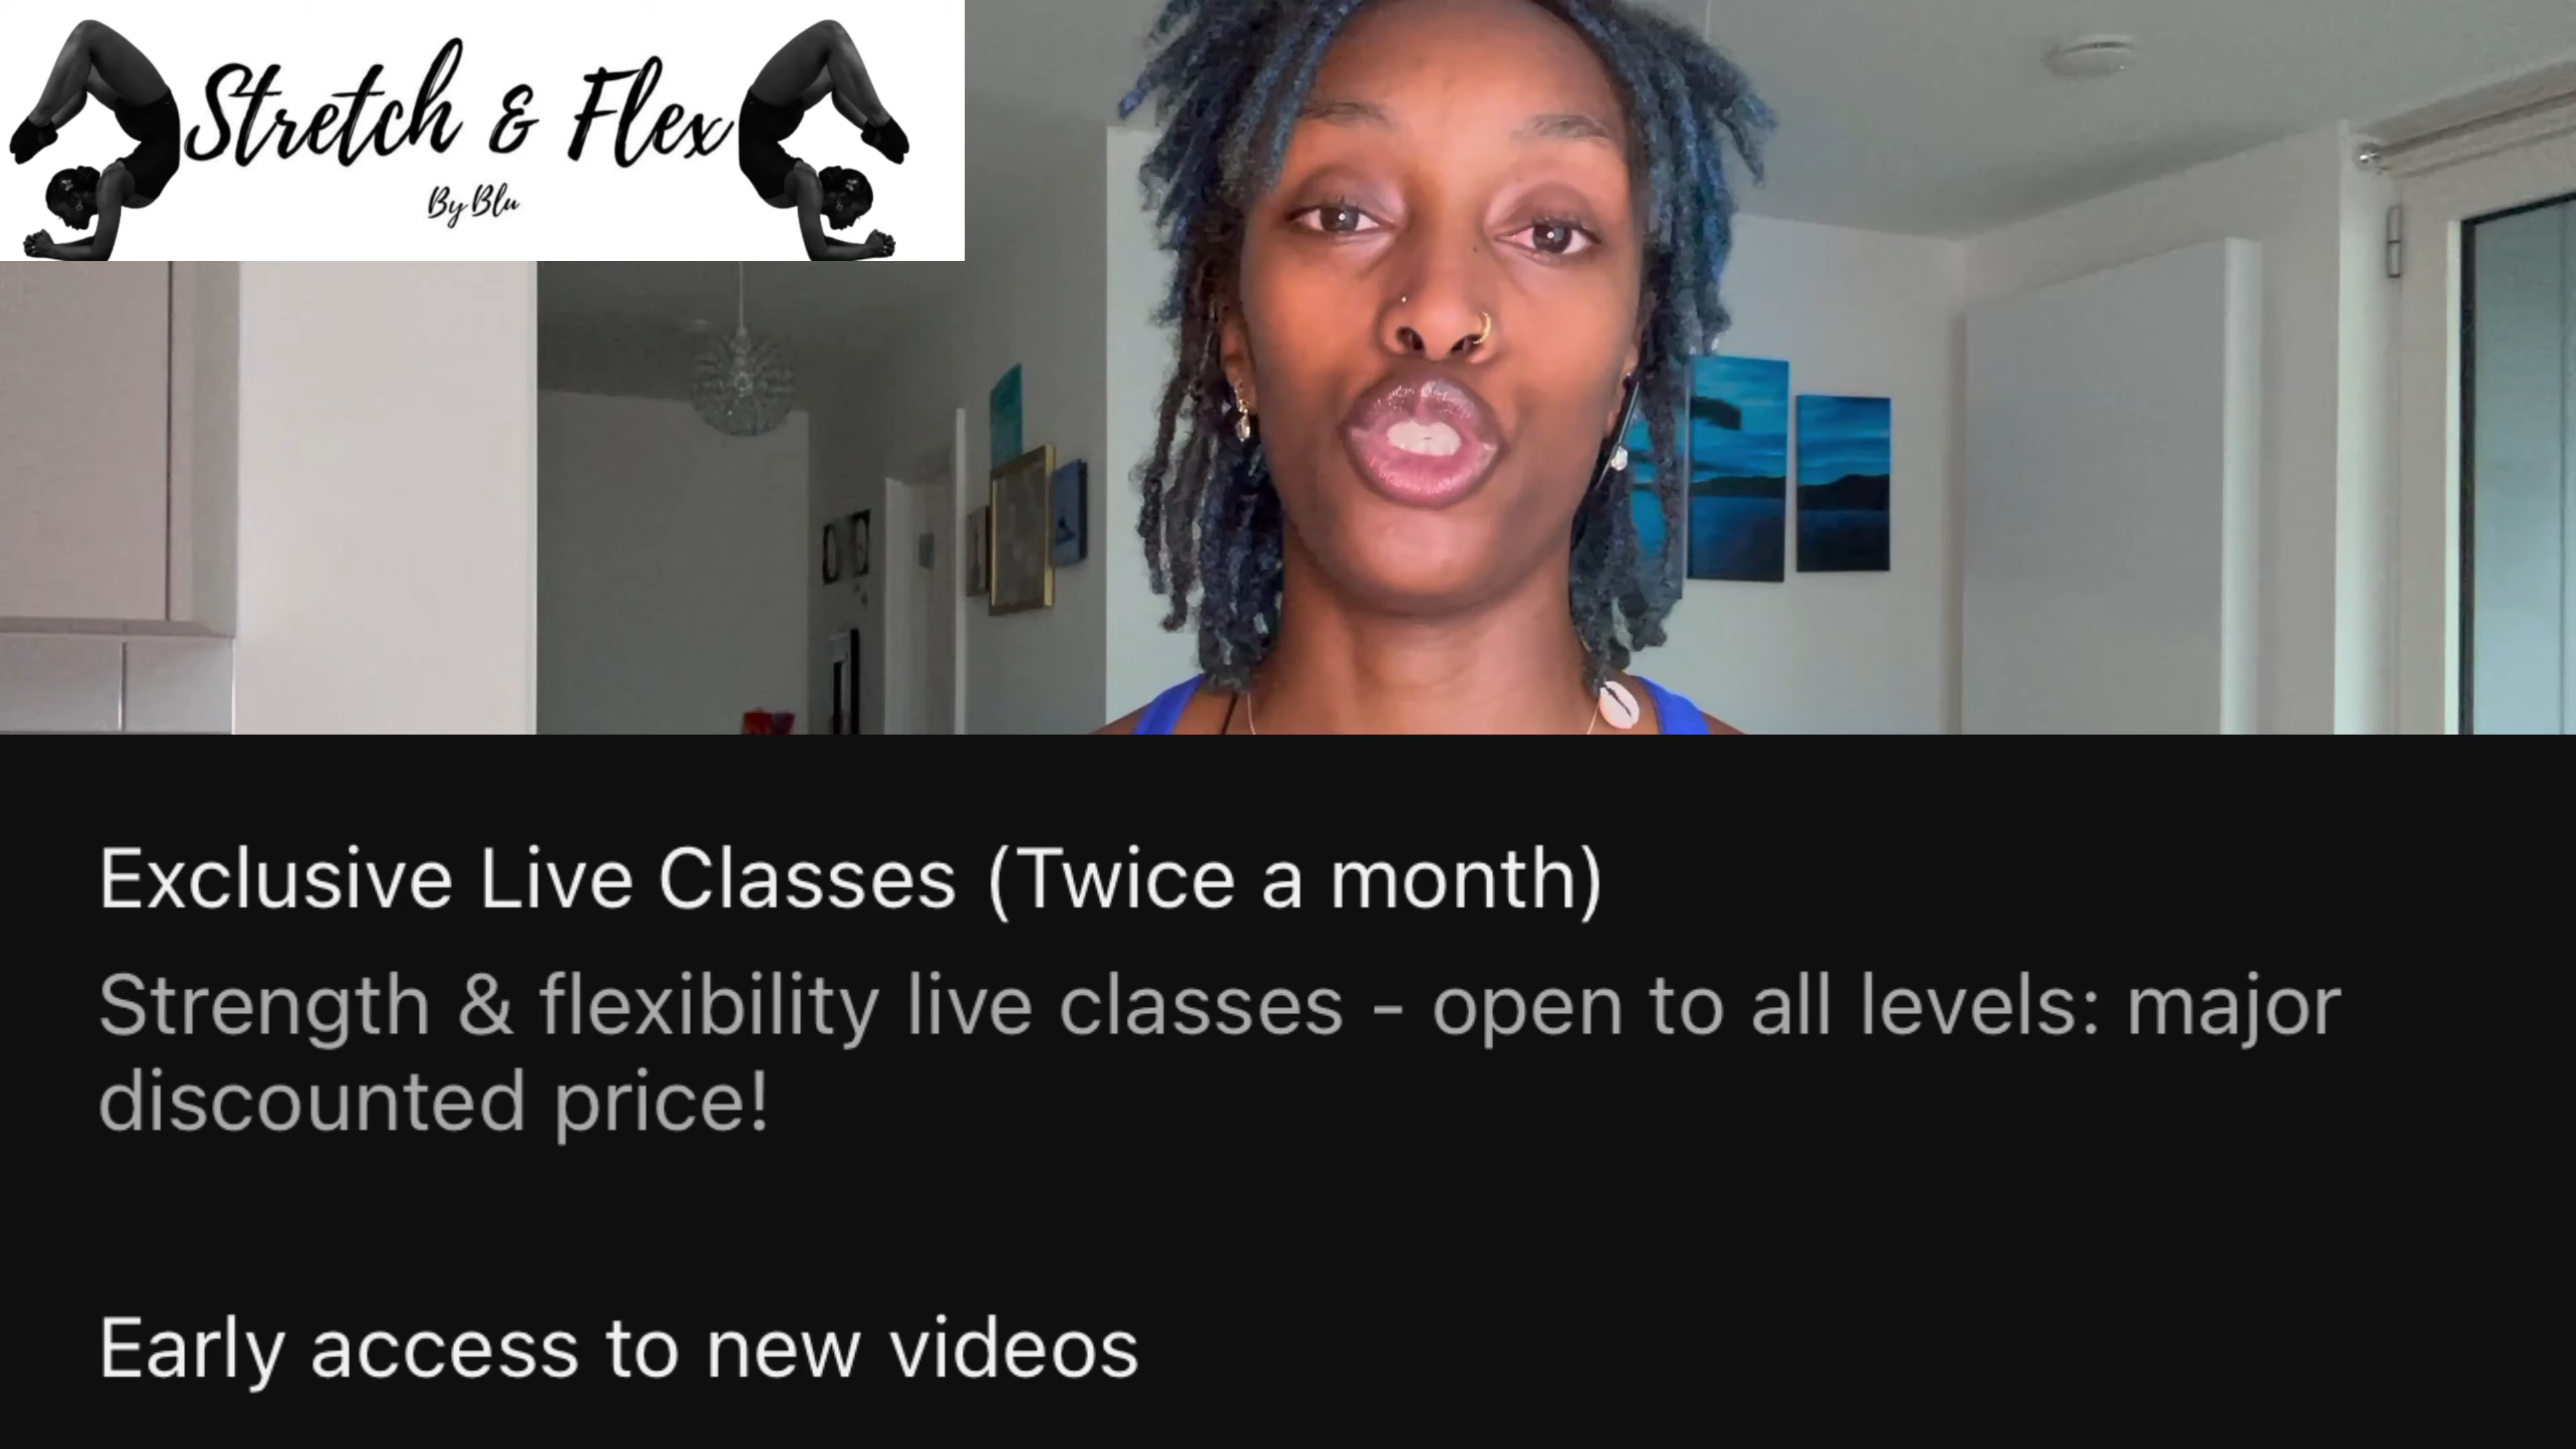 Stretch & Flex
By Blu
Exclusive Live Classes (Twice a month)
Strength & flexibility live classes - open to all levels: major
discounted price!
Early access to new videos